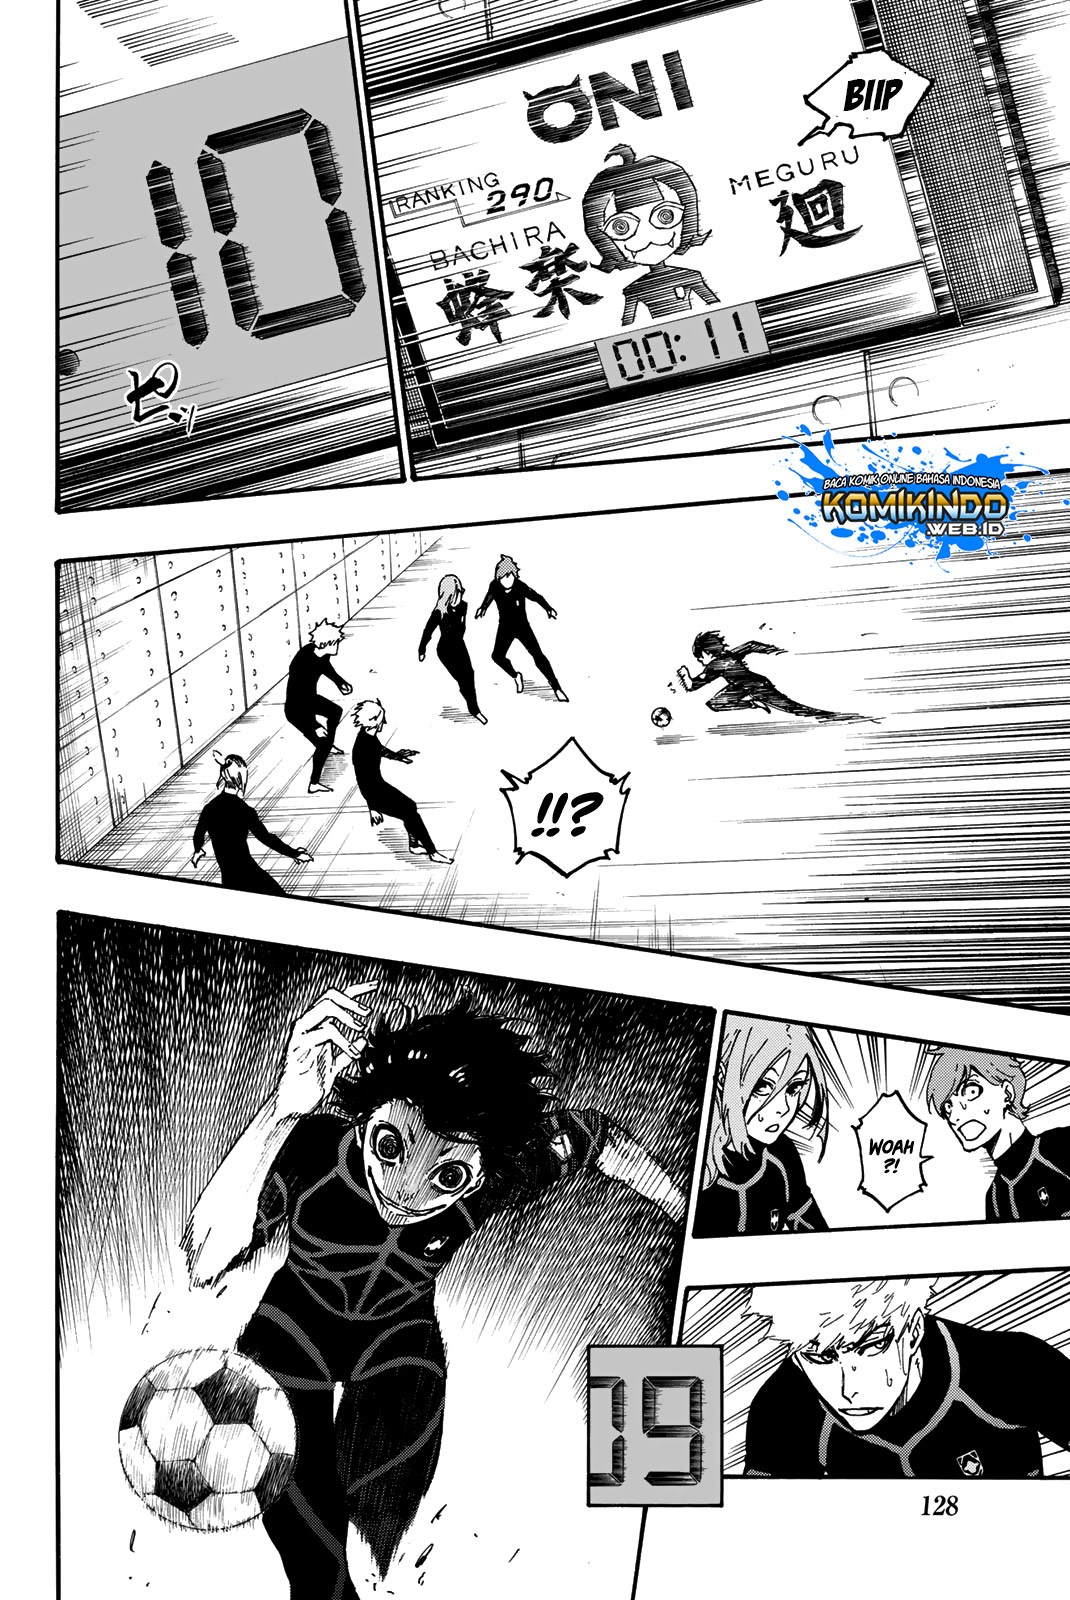 BIIP
ONI
RANKING
290
MEGURU
廻
BACHIRA
蜂楽
00:11
10
ピッ
BACA KOMIK ONLINE BAHASA INDONESIA
KOMIKINDO
.WEB.ID
!!?
WOAH
?!
09
128